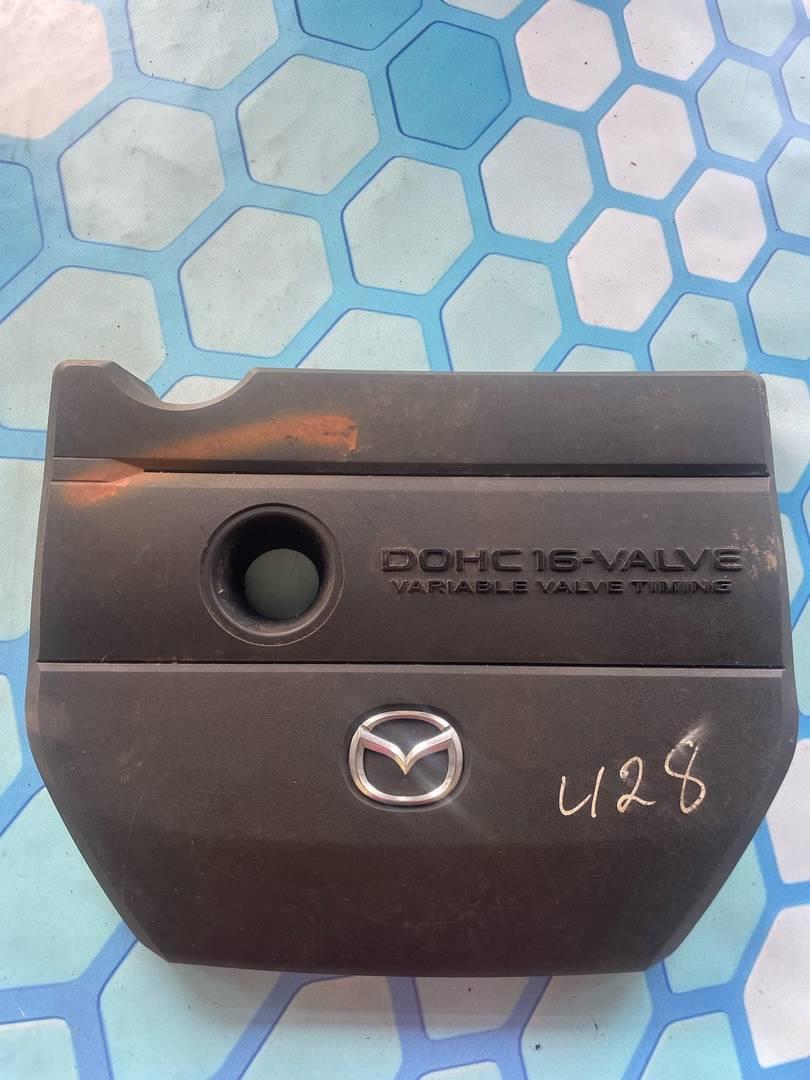 DOHC 16-VALVE
VARIABLE VALVE TIMING
428